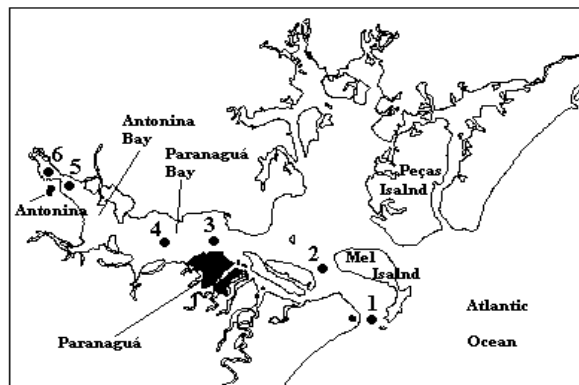 Antonina
Bay
Paranaguá
Bay
6
5
Antonina
4
3
Peças
Isalnd
2
Mel
Isalnd
1
Paranaguá
Atlantic
Ocean